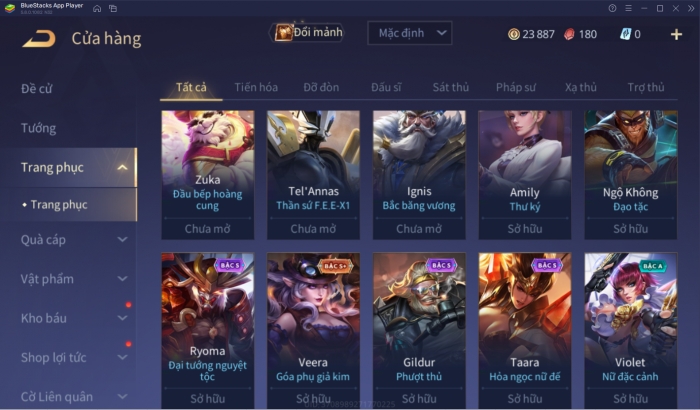 BlueStacks App Player
Cửa hàng
Đổi mảnh
Mặc định
23 887
180
0
Đề cử
Tướng
Trang phục
Trang phục
Quà cáp
Vật phẩm
Kho báu
Shop lợi tức
Cờ Liên quân
Tất cả
Tiến hóa
Đỡ đòn
Đấu sĩ
Sát thủ
Pháp sư
Xạ thủ
Trợ thủ
Zuka
Đầu bếp hoàng
cung
Chưa mở
Tel'Annas
Thần sứ F.E.E-X1
Chưa mở
Ignis
Bắc băng vương
Chưa mở
Amily
Thư ký
Sở hữu
Ngộ Không
Đạo tặc
Sở hữu
BẬC S
Ryoma
Đại tướng nguyệt
tộc
Sở hữu
BẬC S+
Veera
Góa phụ giả kim
Sở hữu
BẬC S
Gildur
Phượt thủ
Sở hữu
BẬC S
Taara
Hỏa ngọc nữ đế
Sở hữu
BẬC A
Violet
Nữ đặc cảnh
Sở hữu